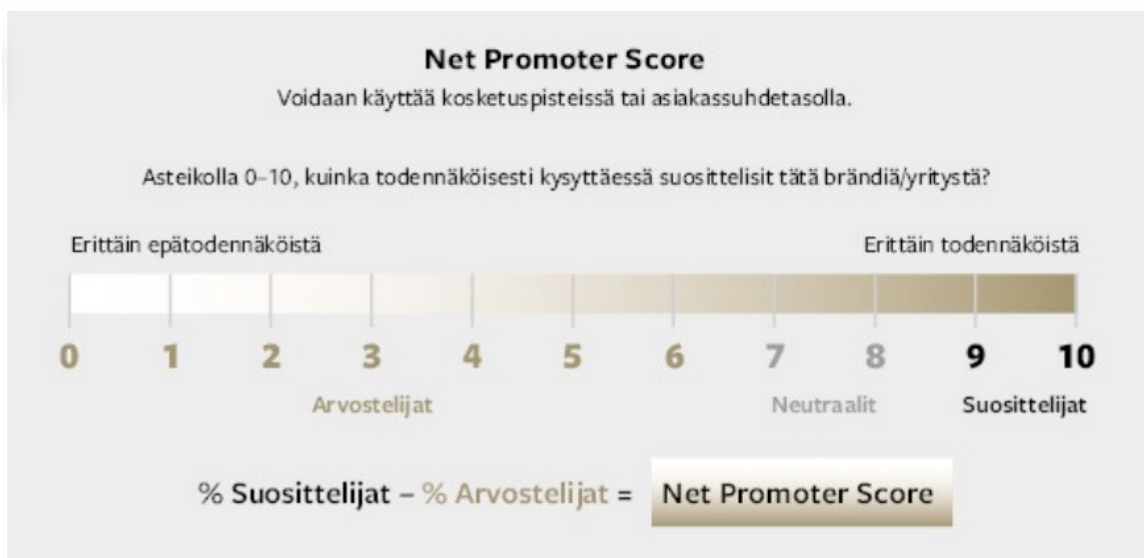 Net Promoter Score
Voidaan käyttää kosketuspisteissä tai asiakassuhdetasolla.
Asteikolla 0–10, kuinka todennäköisesti kysyttäessä suosittelisit tätä brändiä/yritystä?
Erittäin epätodennäköistä Erittäin todennäköistä
0 1 2 3 4 5 6 7 8 9 10
Arvostelijat Neutraalit Suosittelijat
% Suosittelijat – % Arvostelijat = Net Promoter Score